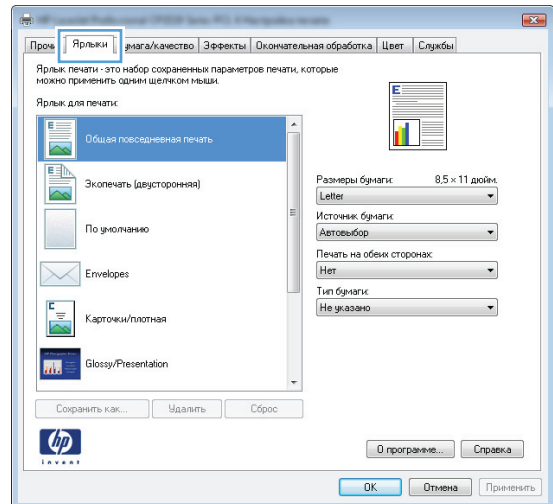 Ярлыки
умага/качество
Эффекты
Окончательная обработка
Цвет
Службы
Ярлык печати - это набор сохраненных параметров печати, которые
можно применить одним щелчком мыши.
Ярлык для печати:
Общая повседневная печать
Экопечать (двусторонняя)
По умолчанию
Envelopes
Карточки/плотная
Glossy/Presentation
Сохранить как...
Удалить
Сброс
E
Размеры бумаги:
8,5 × 11 дюйм.
Letter
Источник бумаги:
Автовыбор
Печать на обеих сторонах:
Нет
Тип бумаги:
Не указано
hp
invent
О программе...
Справка
OK
Отмена
Применить